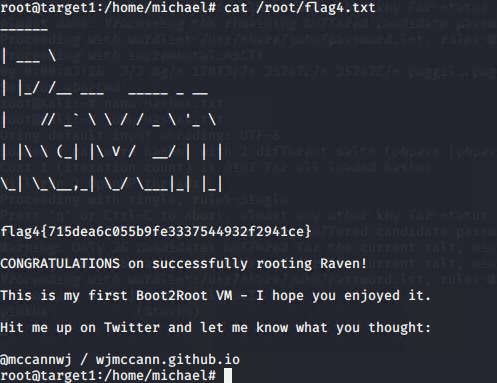 root@target1:/home/michael# cat /root/flag4.txt
______
| ___ \
| |_/ /__ ___   _____ _ __
|    // _` \ \ / / _ \ '_ \
| |\ \ (_| |\ V /  __/ | | |
\_| \_\__,_| \_/ \___|_| |_|
flag4{715dea6c055b9fe3337544932f2941ce}
CONGRATULATIONS on successfully rooting Raven!
This is my first Boot2Root VM - I hope you enjoyed it.
Hit me up on Twitter and let me know what you thought:
@mccannwj / wjmccann.github.io
root@target1:/home/michael#